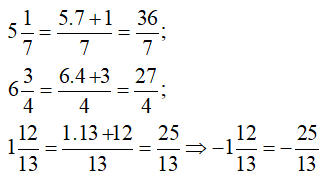 5 1/7 = (5.7 + 1)/7 = 36/7;
6 3/4 = (6.4 + 3)/4 = 27/4;
1 12/13 = (1.13 + 12)/13 = 25/13 ⇒ −1 12/13 = − 25/13